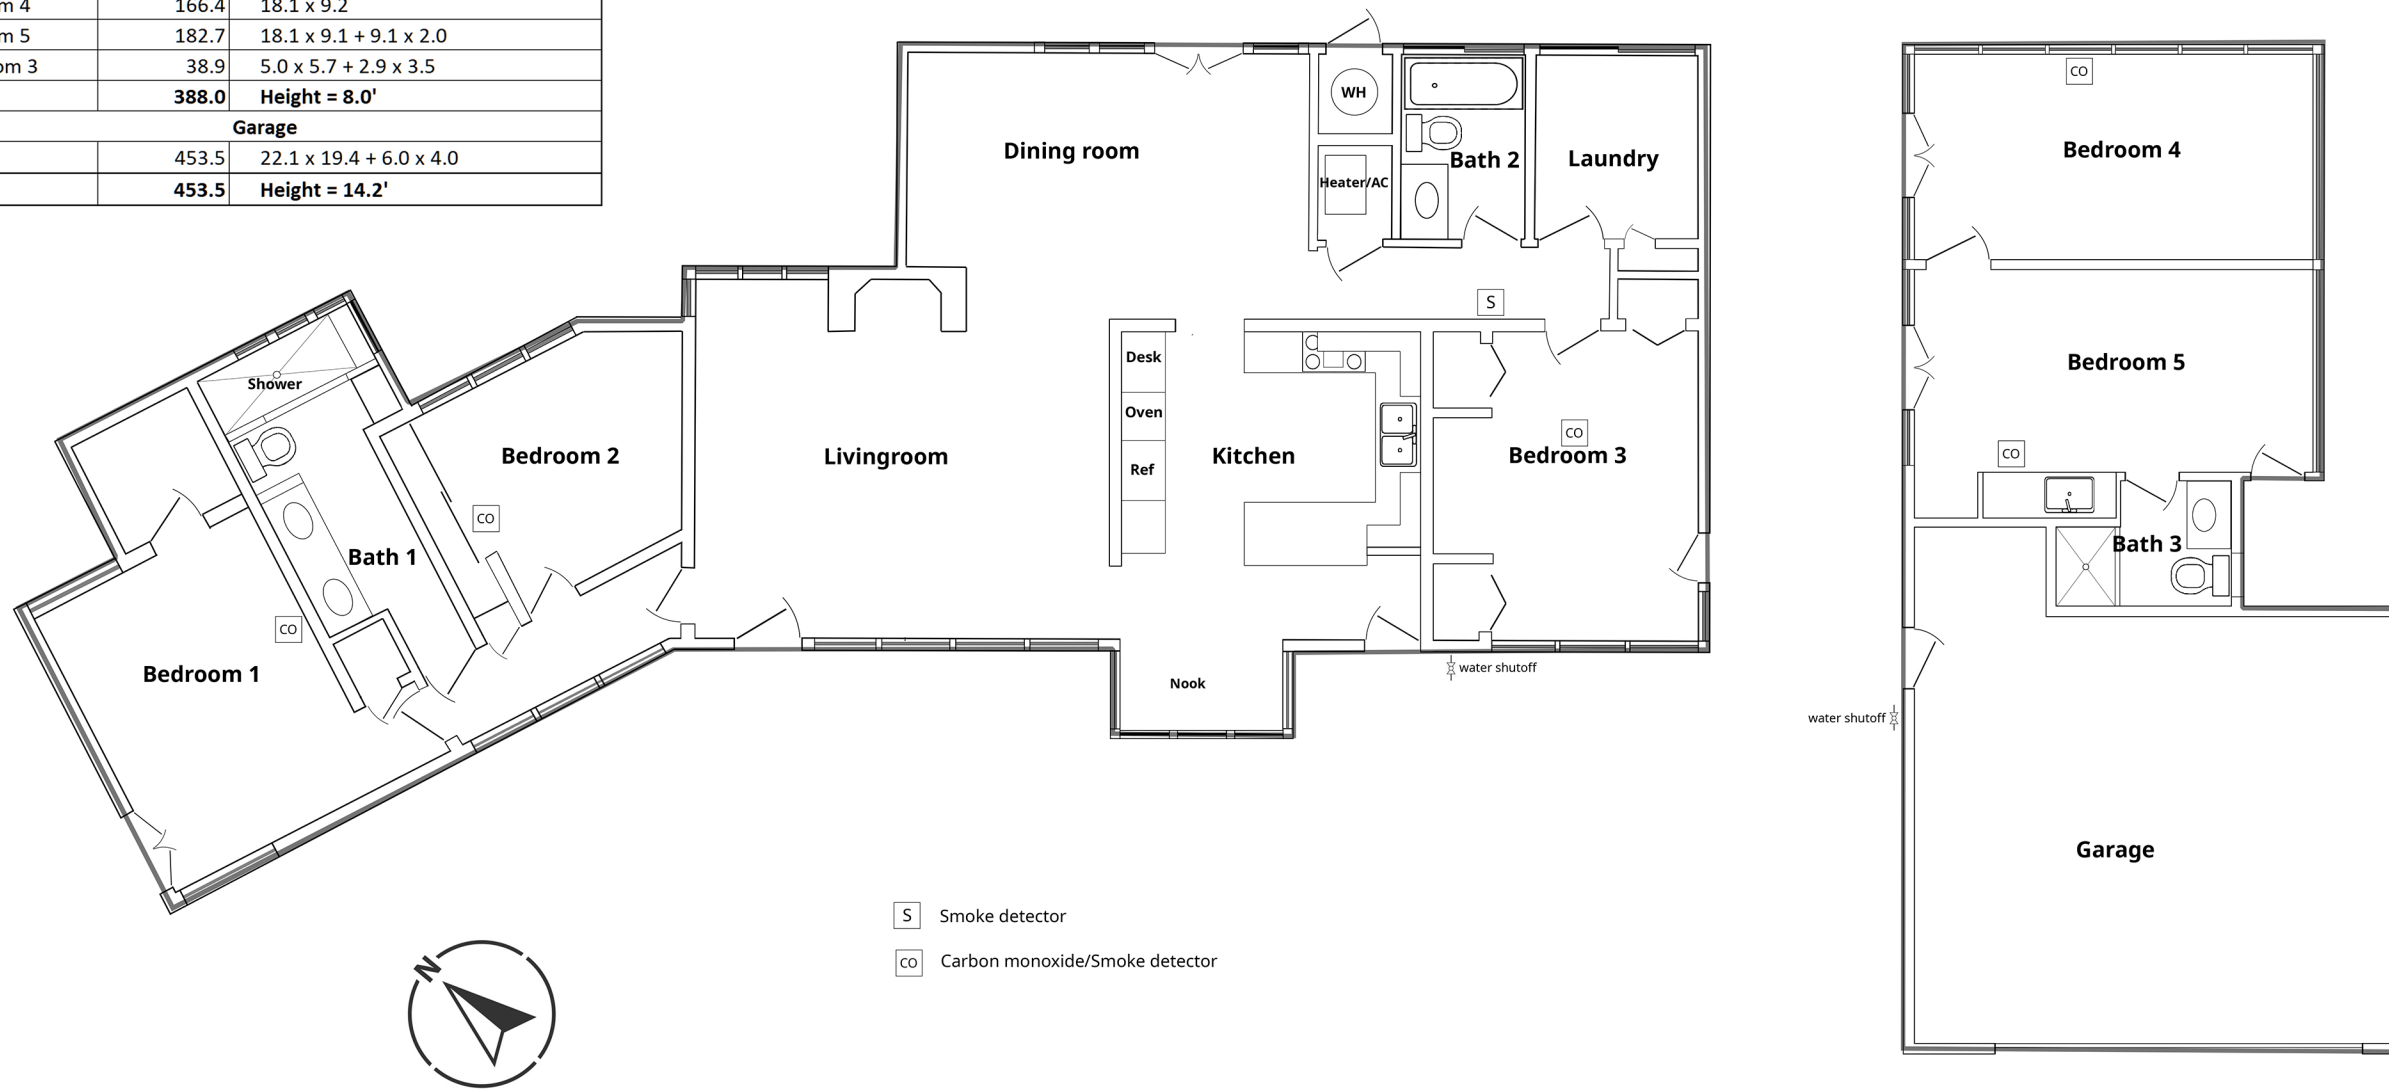 m 4 166.4 18.1 x 9.2
m 5 182.7 18.1 x 9.1 + 9.1 x 2.0
om 3 38.9 5.0 x 5.7 + 2.9 x 3.5
388.0 Height = 8.0'
Garage
453.5 22.1 x 19.4 + 6.0 x 4.0
453.5 Height = 14.2'
WH
Dining room
Heater/AC
Bath 2
Laundry
S
Shower
Desk
Oven
Ref
Bedroom 2
Livingroom
Kitchen
CO
Bedroom 3
CO
Bath 1
CO
Bedroom 1
Nook
water shutoff
CO
Bedroom 4
Bedroom 5
CO
Bath 3
water shutoff
Garage
S Smoke detector
CO Carbon monoxide/Smoke detector
N